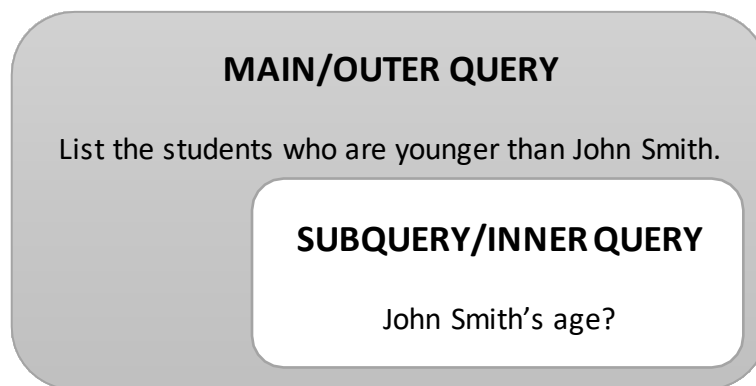 MAIN/OUTER QUERY
List the students who are younger than John Smith.
SUBQUERY/INNER QUERY
John Smith’s age?